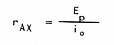 r_AX = E_p / i_o